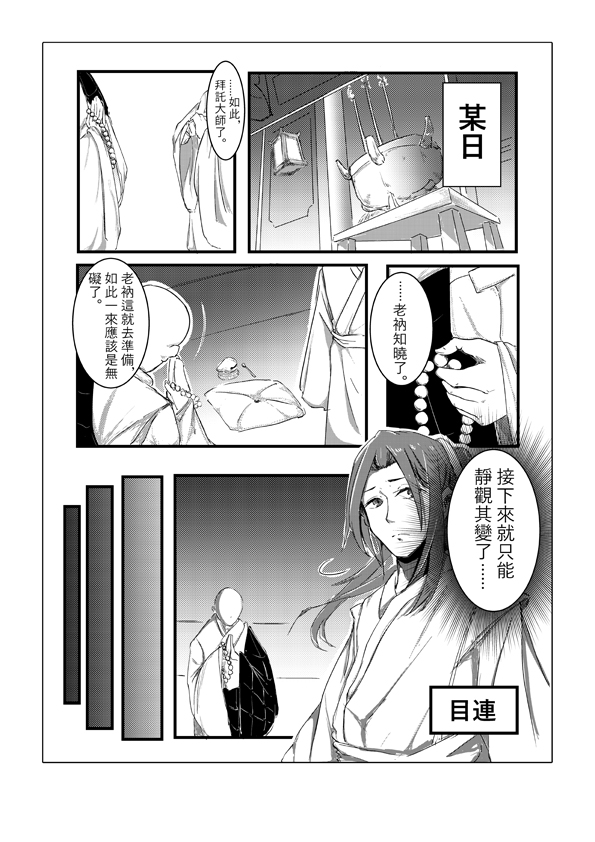 某日
……如此，
拜託大師了。
……老衲知曉了。
老衲這就去準備，
如此一來應該是無
礙了。
接下來就只能
靜觀其變了……
目連